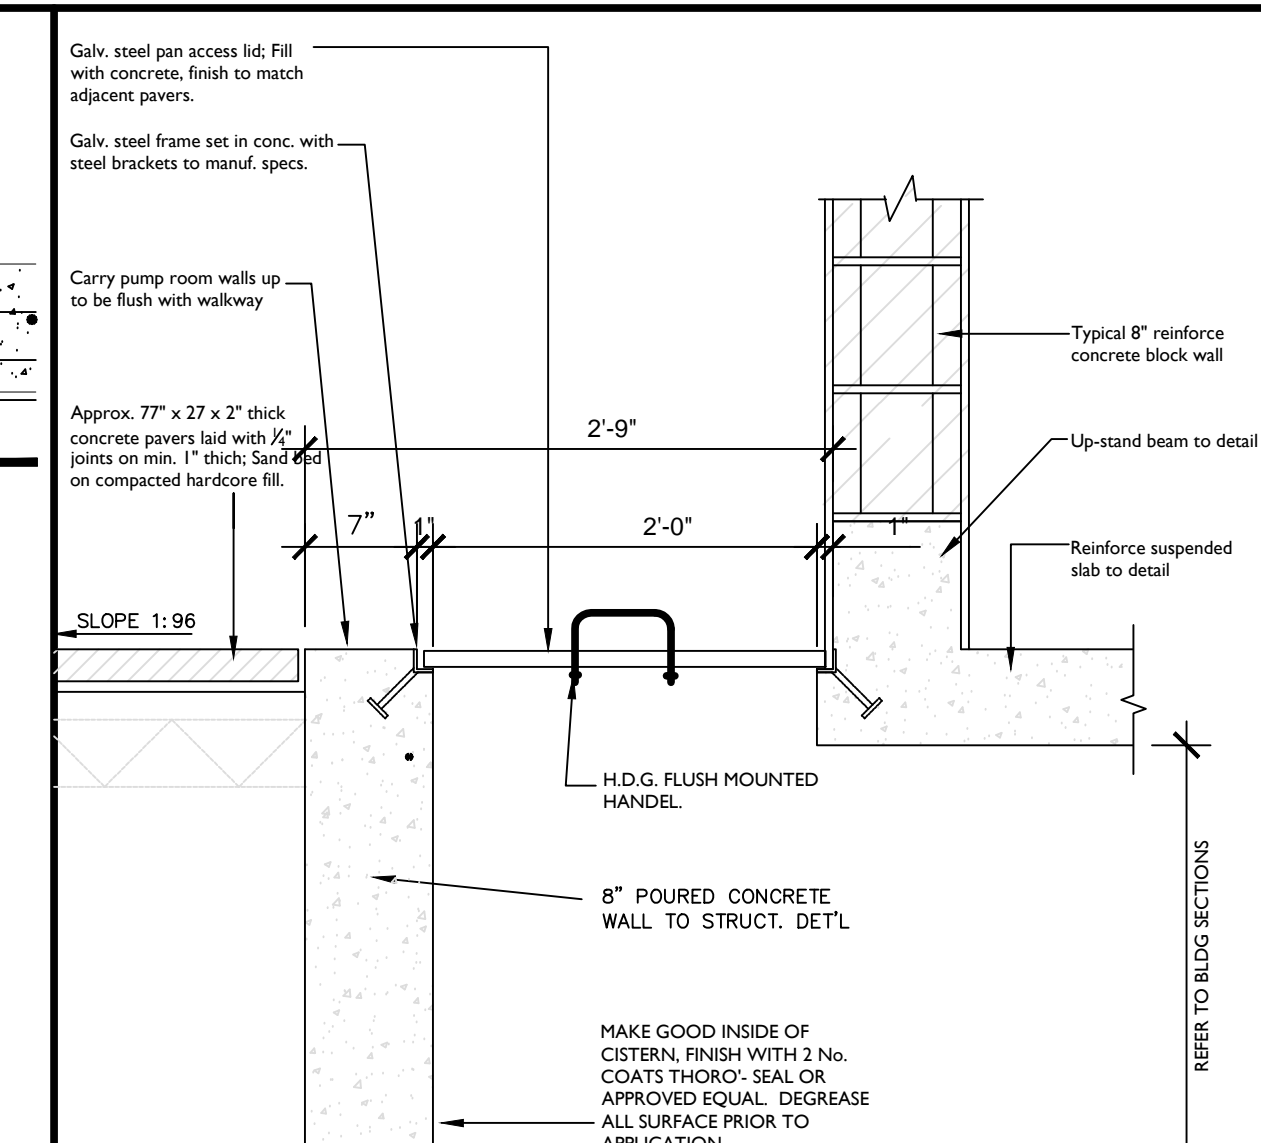 Galv. steel pan access lid; Fill
with concrete, finish to match
adjacent pavers.
Galv. steel frame set in conc. with
steel brackets to manuf. specs.
Carry pump room walls up
to be flush with walkway
Approx. 77" x 27 x 2" thick
concrete pavers laid with ¼"
joints on min. 1" thich; Sand bed
on compacted hardcore fill.
Typical 8" reinforce
concrete block wall
2'-9"
Up-stand beam to detail
7”
1"
2'-0"
1"
Reinforce suspended
slab to detail
SLOPE 1:96
H.D.G. FLUSH MOUNTED
HANDEL.
8” POURED CONCRETE
WALL TO STRUCT. DET'L
REFER TO BLDG SECTIONS
MAKE GOOD INSIDE OF
CISTERN, FINISH WITH 2 No.
COATS THORO'- SEAL OR
APPROVED EQUAL. DEGREASE
ALL SURFACE PRIOR TO
APPLICATION